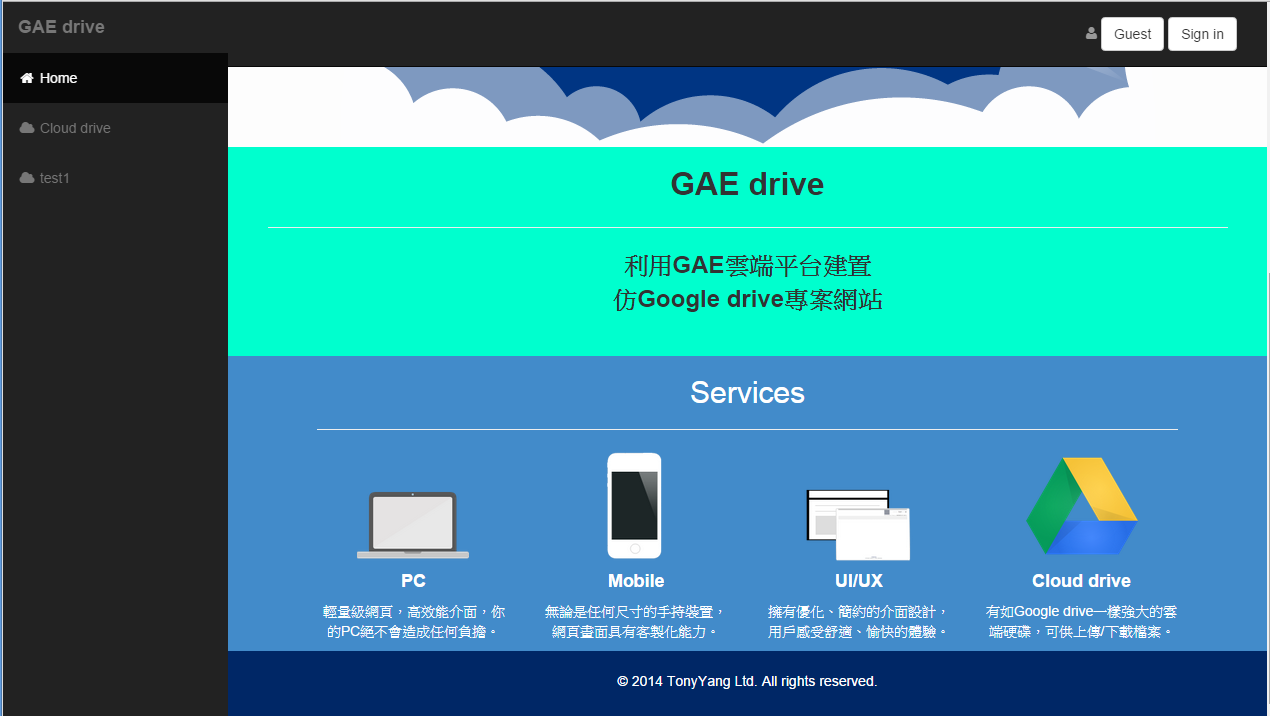 GAE drive
Guest
Sign in
Home
Cloud drive
test1
GAE drive
利用GAE雲端平台建置
仿Google drive專案網站
Services
PC
輕量級網頁，高效能介面，你
的PC絕不會造成任何負擔。
Mobile
無論是任何尺寸的手持裝置，
網頁畫面具有客製化能力。
UI/UX
擁有優化、簡約的介面設計，
用戶感受舒適、愉快的體驗。
Cloud drive
有如Google drive一樣強大的雲
端硬碟，可供上傳/下載檔案。
© 2014 TonyYang Ltd. All rights reserved.